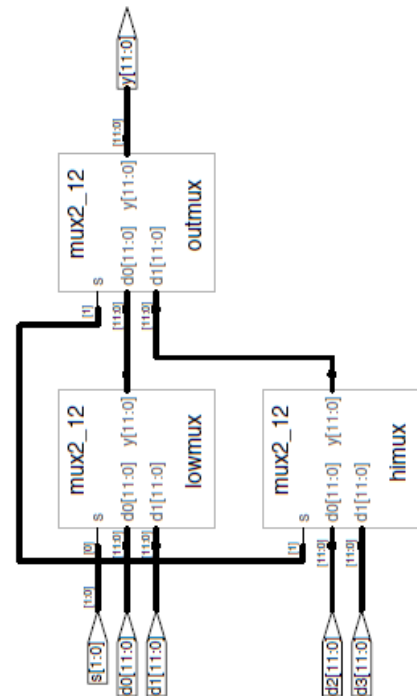 s[1:0]
[1:0]
d0[11:0]
d1[11:0]
[0]
[11:0]
[11:0]
mux2_12
s
d0[11:0] y[11:0]
d1[11:0]
lowmux
[1]
[11:0]
[11:0]
mux2_12
s
d0[11:0] y[11:0]
d1[11:0]
outmux
[11:0]
y[11:0]
d2[11:0]
d3[11:0]
[1]
[11:0]
[11:0]
mux2_12
s
d0[11:0] y[11:0]
d1[11:0]
himux